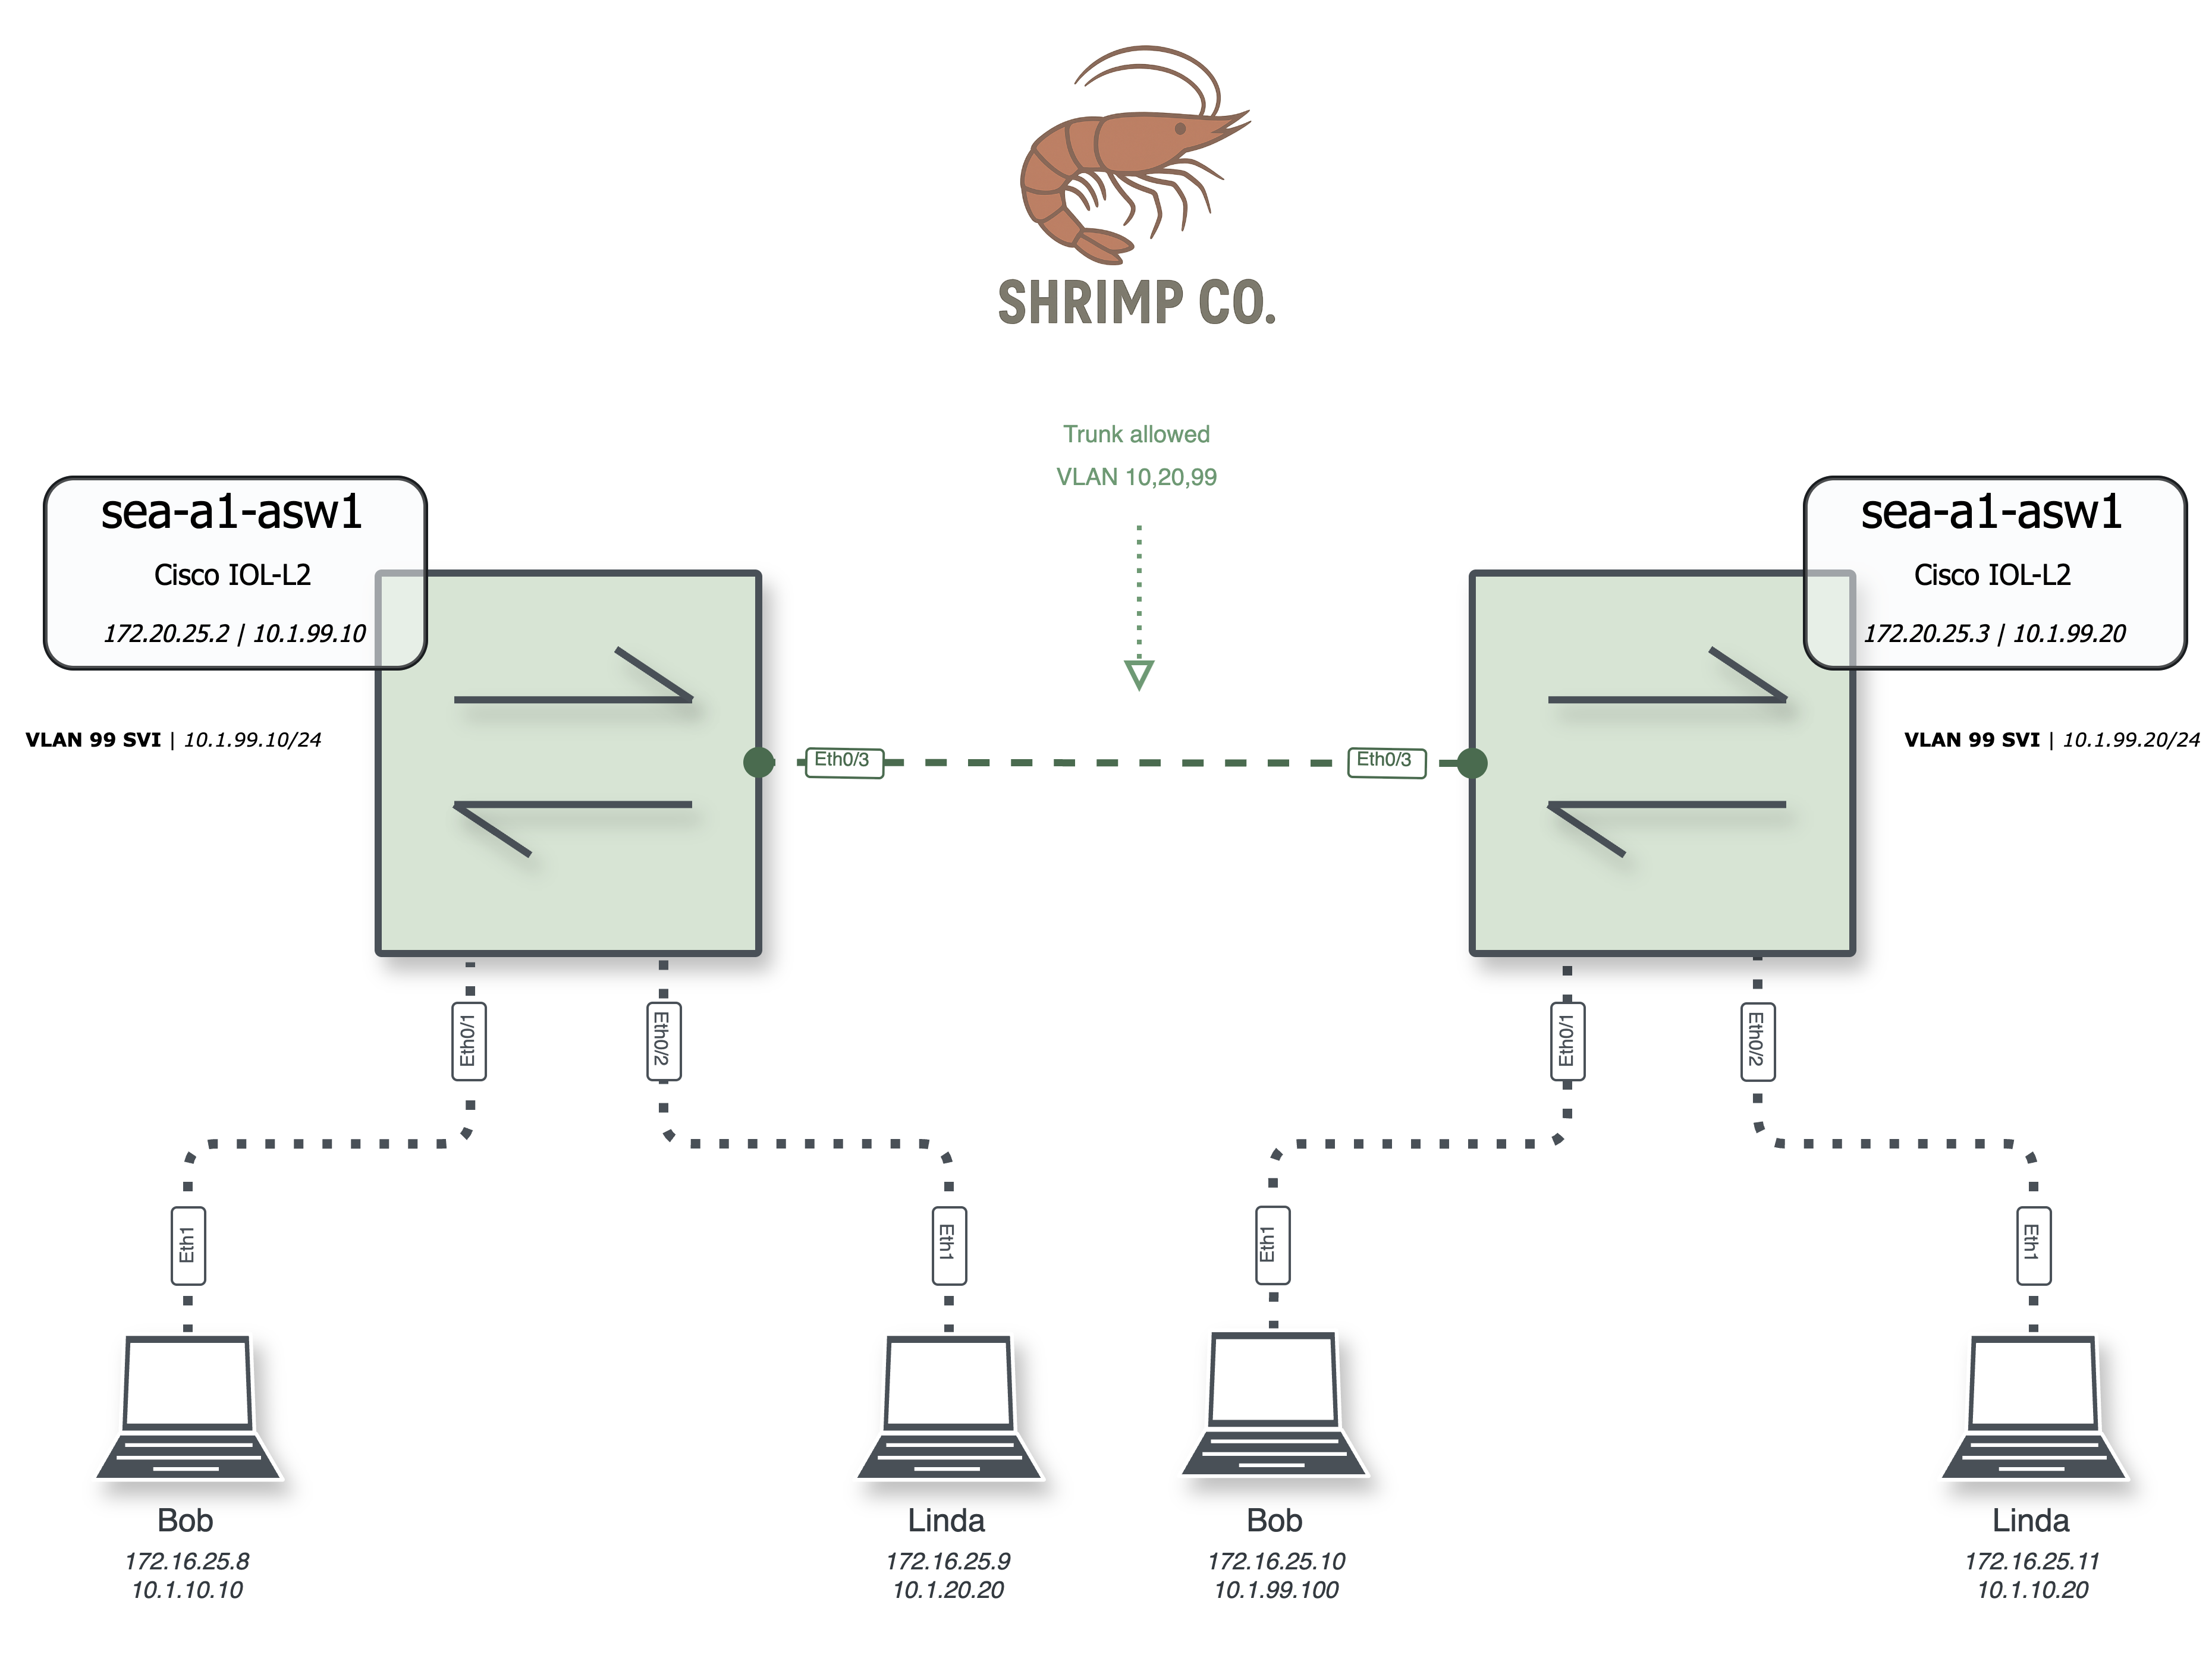 SHRIMP CO.
Trunk allowed
VLAN 10,20,99
sea-a1-asw1
Cisco IOL-L2
172.20.25.2 | 10.1.99.10
sea-a1-asw1
Cisco IOL-L2
172.20.25.3 | 10.1.99.20
VLAN 99 SVI | 10.1.99.10/24
VLAN 99 SVI | 10.1.99.20/24
Eth0/3
Eth0/3
Eth0/1
Eth0/2
Eth0/1
Eth0/2
Eth1
Eth1
Eth1
Eth1
Bob
172.16.25.8
10.1.10.10
Linda
172.16.25.9
10.1.20.20
Bob
172.16.25.10
10.1.99.100
Linda
172.16.25.11
10.1.10.20